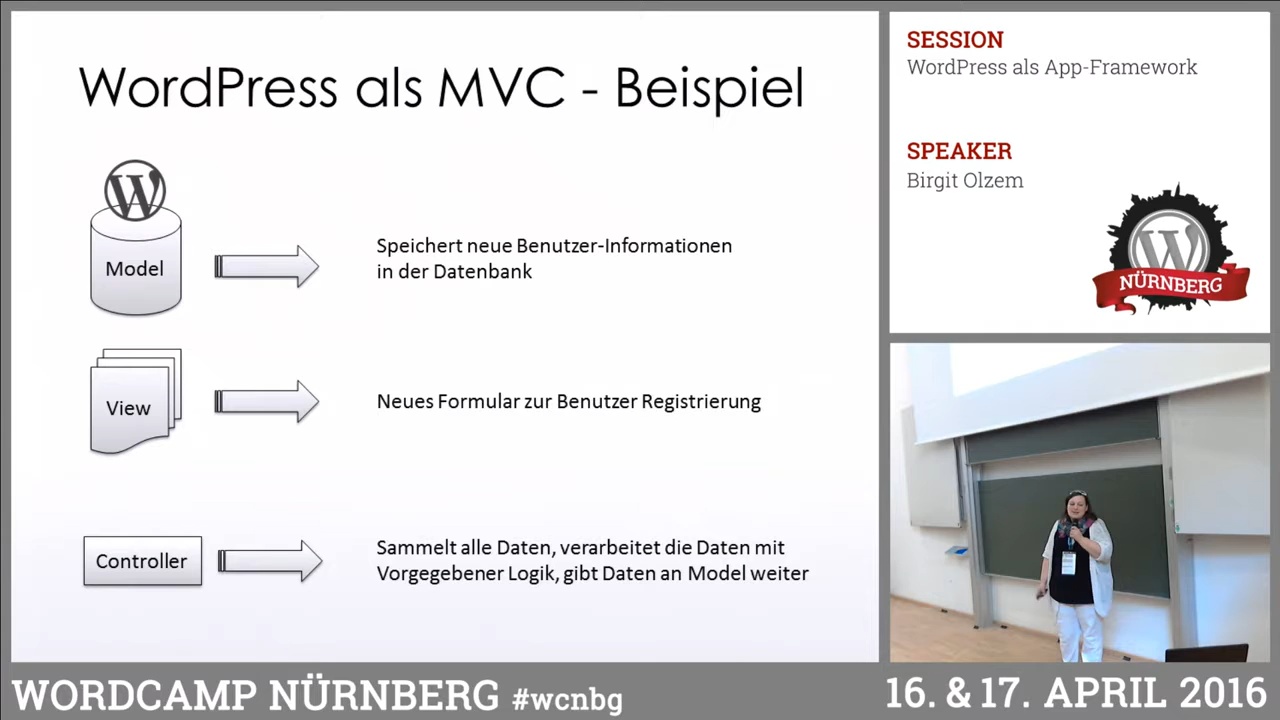 WordPress als MVC - Beispiel
W
Model
Speichert neue Benutzer-Informationen
in der Datenbank
View
Neues Formular zur Benutzer Registrierung
Controller
Sammelt alle Daten, verarbeitet die Daten mit
Vorgegebener Logik, gibt Daten an Model weiter
SESSION
WordPress als App-Framework
SPEAKER
Birgit Olzem
W
NÜRNBERG
WORDCAMP NÜRNBERG #wcnbg
16. & 17. APRIL 2016